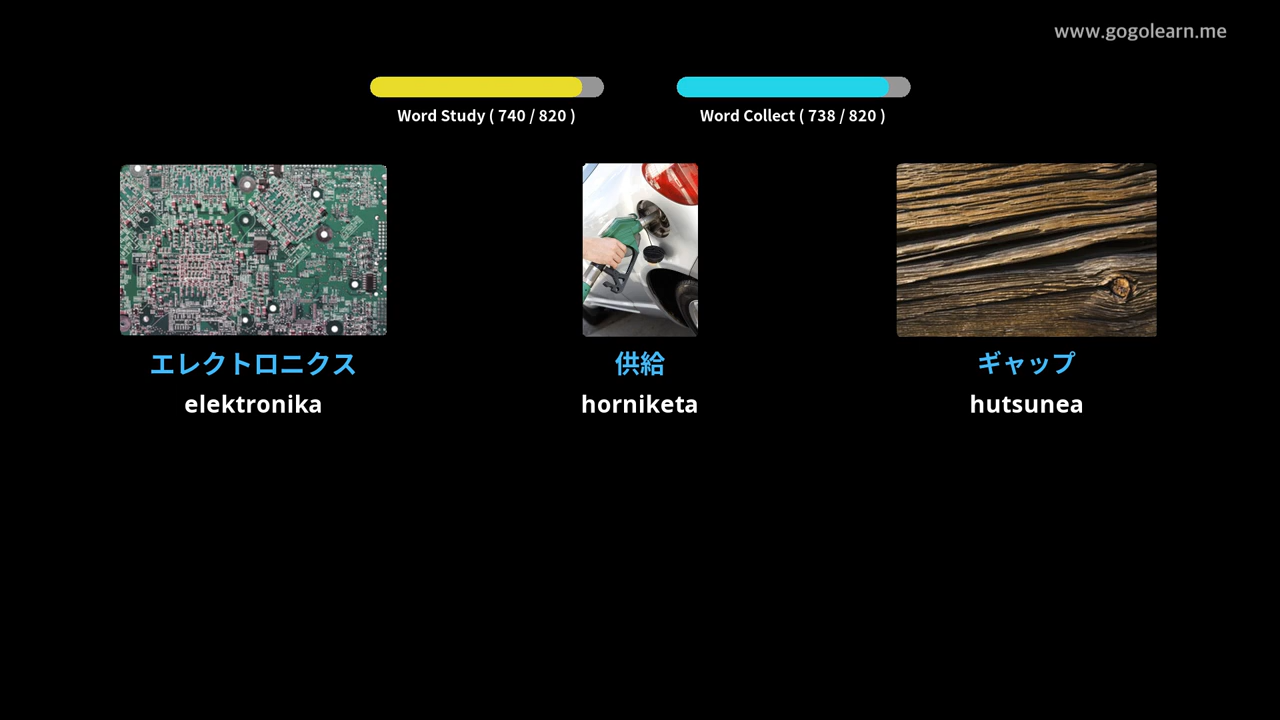 www.gogolearn.me
Word Study ( 740 / 820 )
Word Collect ( 738 / 820 )
エレクトロニクス
供給
ギャップ
elektronika
horniketa
hutsunea